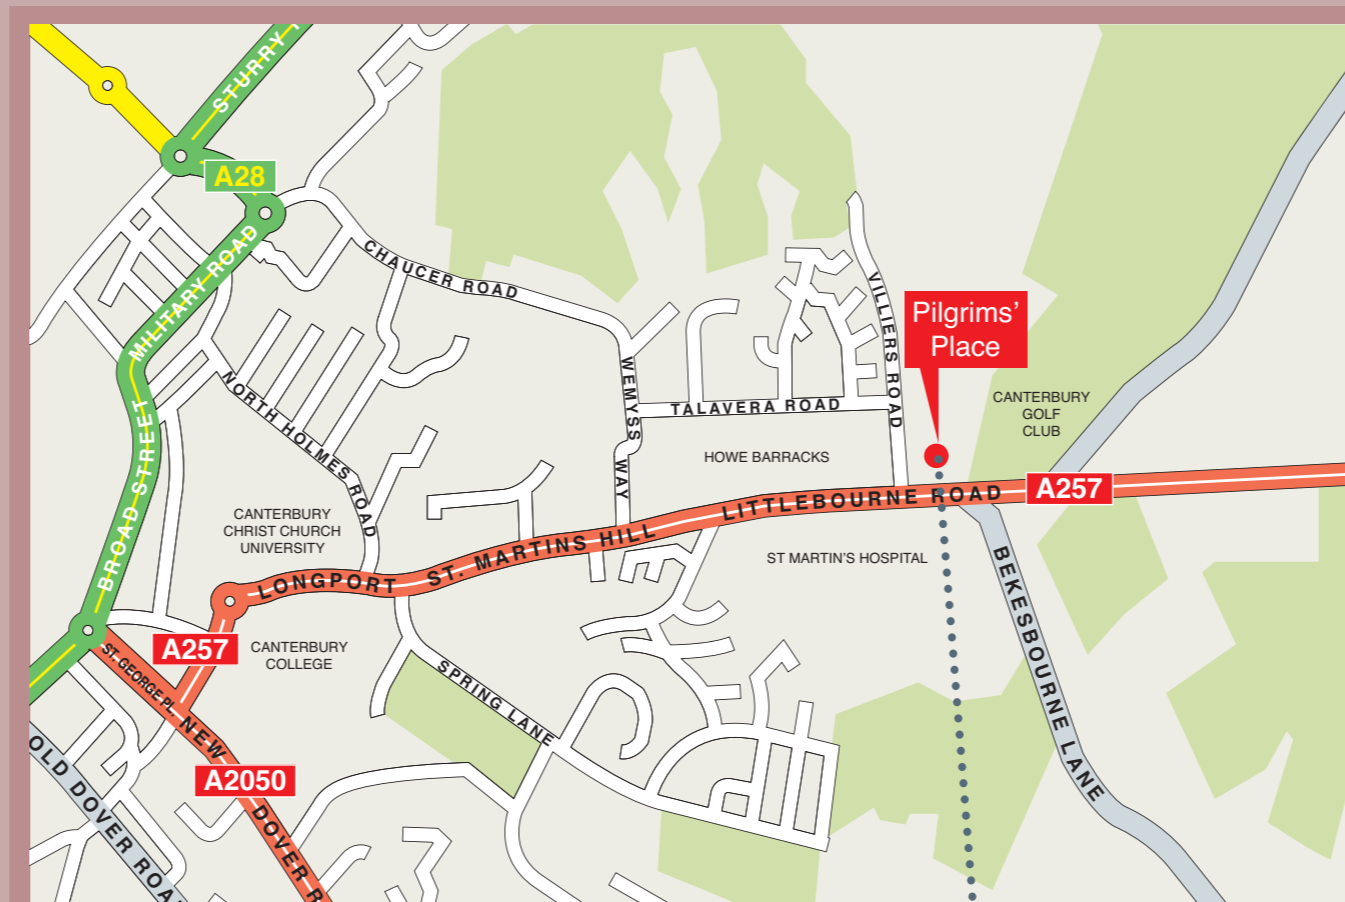 STURRY
A28
MILITARY ROAD
CHAUCER ROAD
VILLIERS ROAD
Pilgrims’
Place
WEMYSS WAY
TALAVERA ROAD
CANTERBURY
GOLF
CLUB
NORTH HOLMES ROAD
BROAD STREET
HOWE BARRACKS
A257
LITTLEBOURNE ROAD
CANTERBURY
CHRIST CHURCH
UNIVERSITY
ST. MARTINS HILL
LONGPORT
ST MARTIN’S HOSPITAL
BEKESBOURNE LANE
A257
CANTERBURY
COLLEGE
ST. GEORGE PL
SPRING LANE
NEW DOVER R
A2050
OLD DOVER ROA